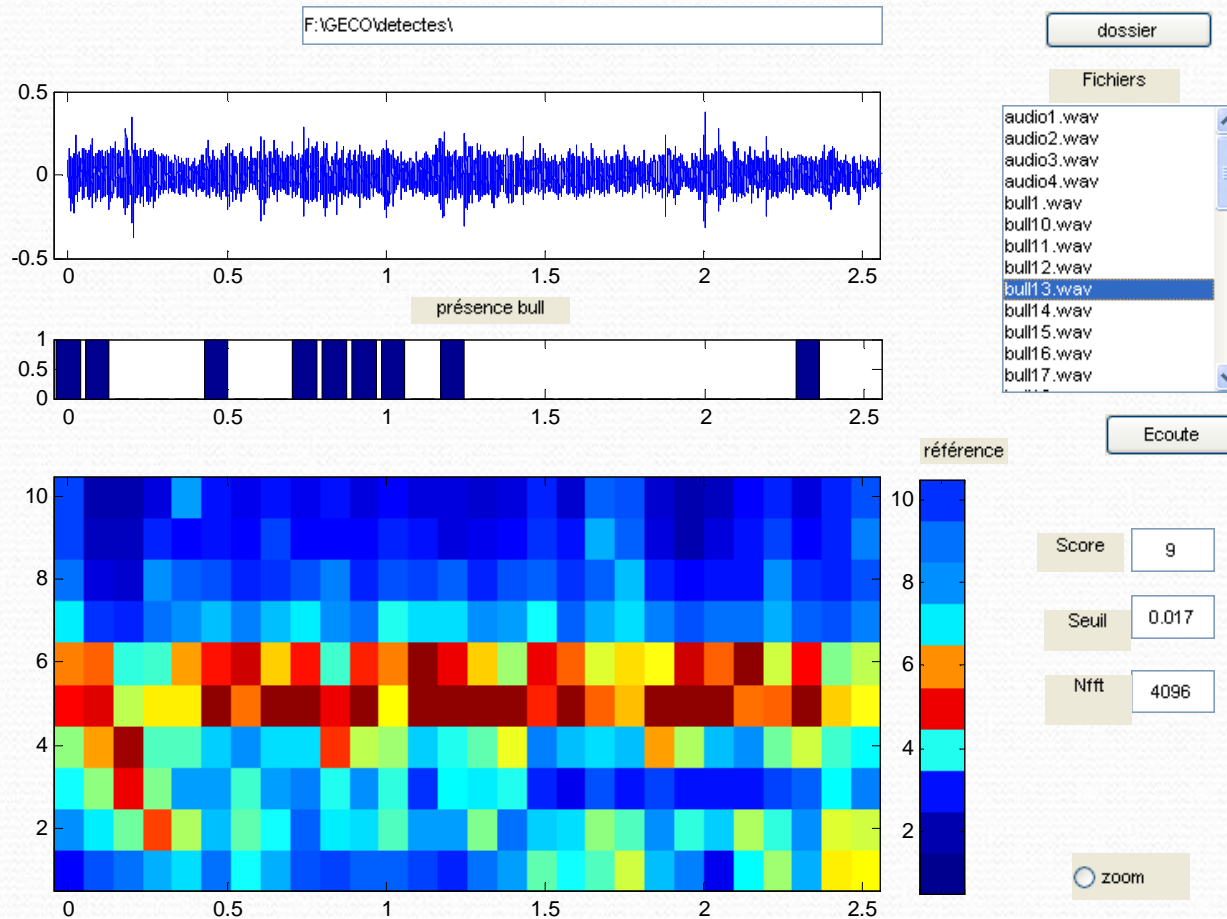 F:\GECO\detectes\
dossier
Fichiers
audio1.wav
audio2.wav
audio3.wav
audio4.wav
bull1.wav
bull10.wav
bull11.wav
bull12.wav
bull13.wav
bull14.wav
bull15.wav
bull16.wav
bull17.wav
0.5
0
-0.5
0 0.5 1 1.5 2 2.5
présence bull
1
0.5
0
0 0.5 1 1.5 2 2.5
Ecoute
référence
10
8
6
4
2
0 0.5 1 1.5 2 2.5
10
8
6
4
2
Score 9
Seuil 0.017
Nfft 4096
zoom